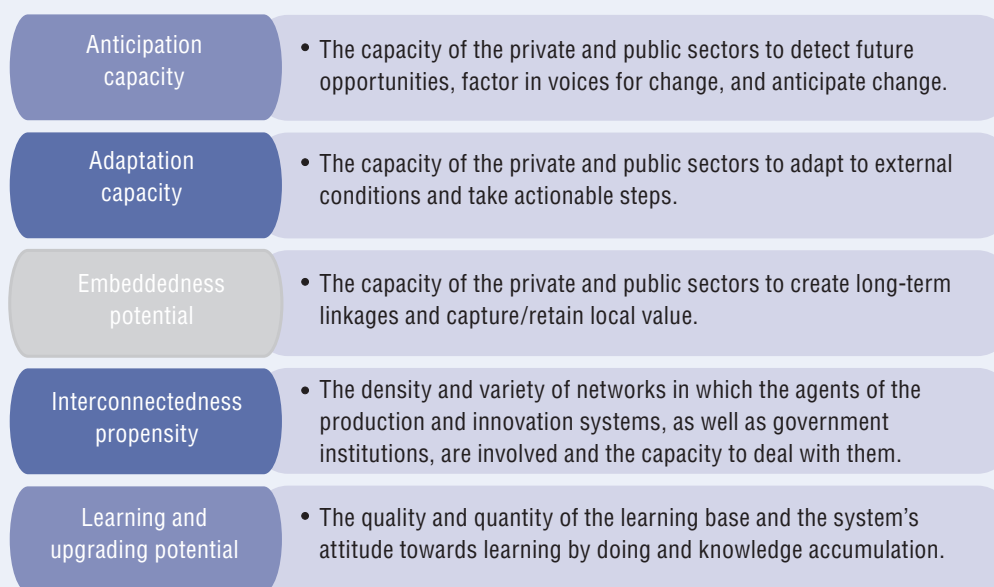 Anticipation
capacity
• The capacity of the private and public sectors to detect future
opportunities, factor in voices for change, and anticipate change.
Adaptation
capacity
• The capacity of the private and public sectors to adapt to external
conditions and take actionable steps.
Embeddedness
potential
• The capacity of the private and public sectors to create long-term
linkages and capture/retain local value.
Interconnectedness
propensity
• The density and variety of networks in which the agents of the
production and innovation systems, as well as government
institutions, are involved and the capacity to deal with them.
Learning and
upgrading potential
• The quality and quantity of the learning base and the system’s
attitude towards learning by doing and knowledge accumulation.